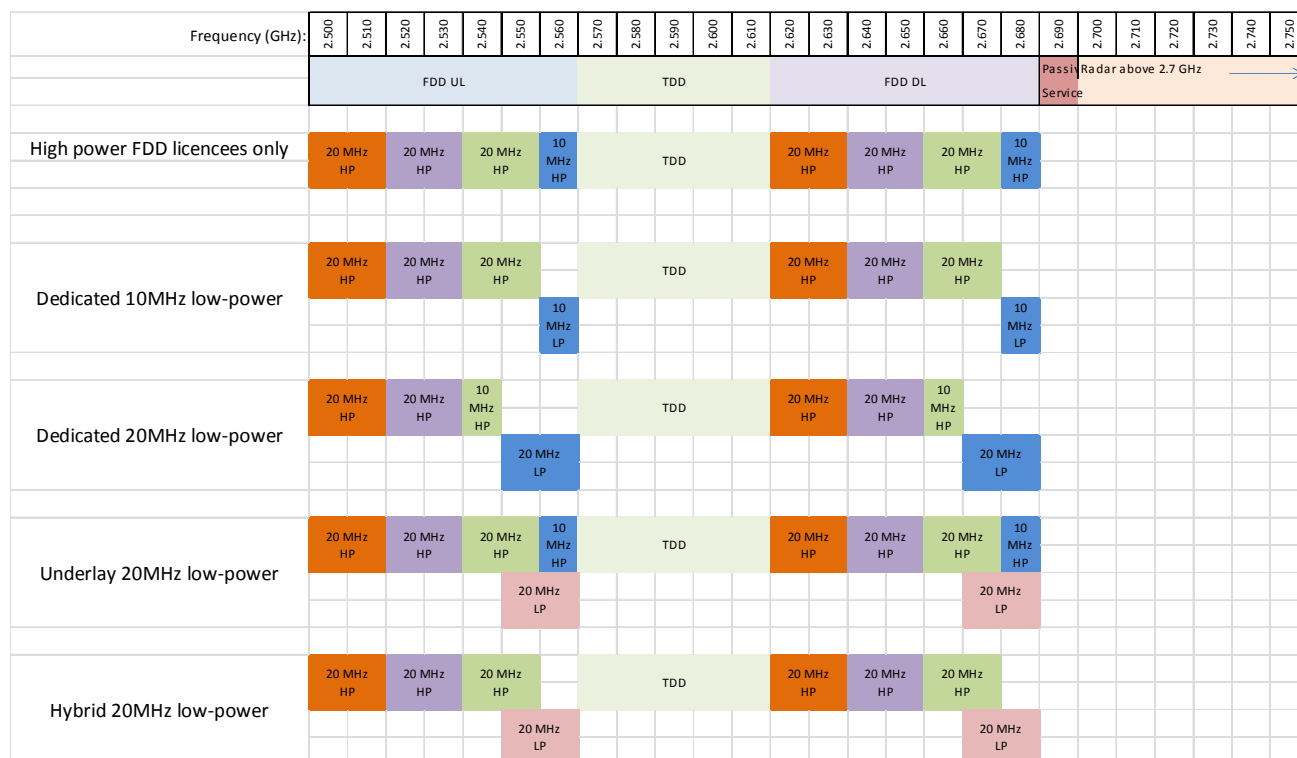 Frequency (GHz): 2.500 2.510 2.520 2.530 2.540 2.550 2.560 2.570 2.580 2.590 2.600 2.610 2.620 2.630 2.640 2.650 2.660 2.670 2.680 2.690 2.700 2.710 2.720 2.730 2.740 2.750
FDD UL TDD FDD DL Passiv Radar above 2.7 GHz
Service
High power FDD licencees only
20 MHz 20 MHz 20 MHz 10 TDD 20 MHz 20 MHz 20 MHz 10
HP HP HP MHz HP HP HP MHz
HP HP
Dedicated 10MHz low-power
20 MHz 20 MHz 20 MHz TDD 20 MHz 20 MHz 20 MHz
HP HP HP HP HP HP
10 10
MHz MHz
LP LP
Dedicated 20MHz low-power
20 MHz 20 MHz 10 TDD 20 MHz 20 MHz 10
HP HP MHz HP HP MHz
HP HP
20 MHz 20 MHz
LP LP
Underlay 20MHz low-power
20 MHz 20 MHz 20 MHz 10 TDD 20 MHz 20 MHz 20 MHz 10
HP HP HP MHz HP HP HP MHz
HP HP
20 MHz 20 MHz
LP LP
Hybrid 20MHz low-power
20 MHz 20 MHz 20 MHz TDD 20 MHz 20 MHz 20 MHz
HP HP HP HP HP HP
20 MHz 20 MHz
LP LP